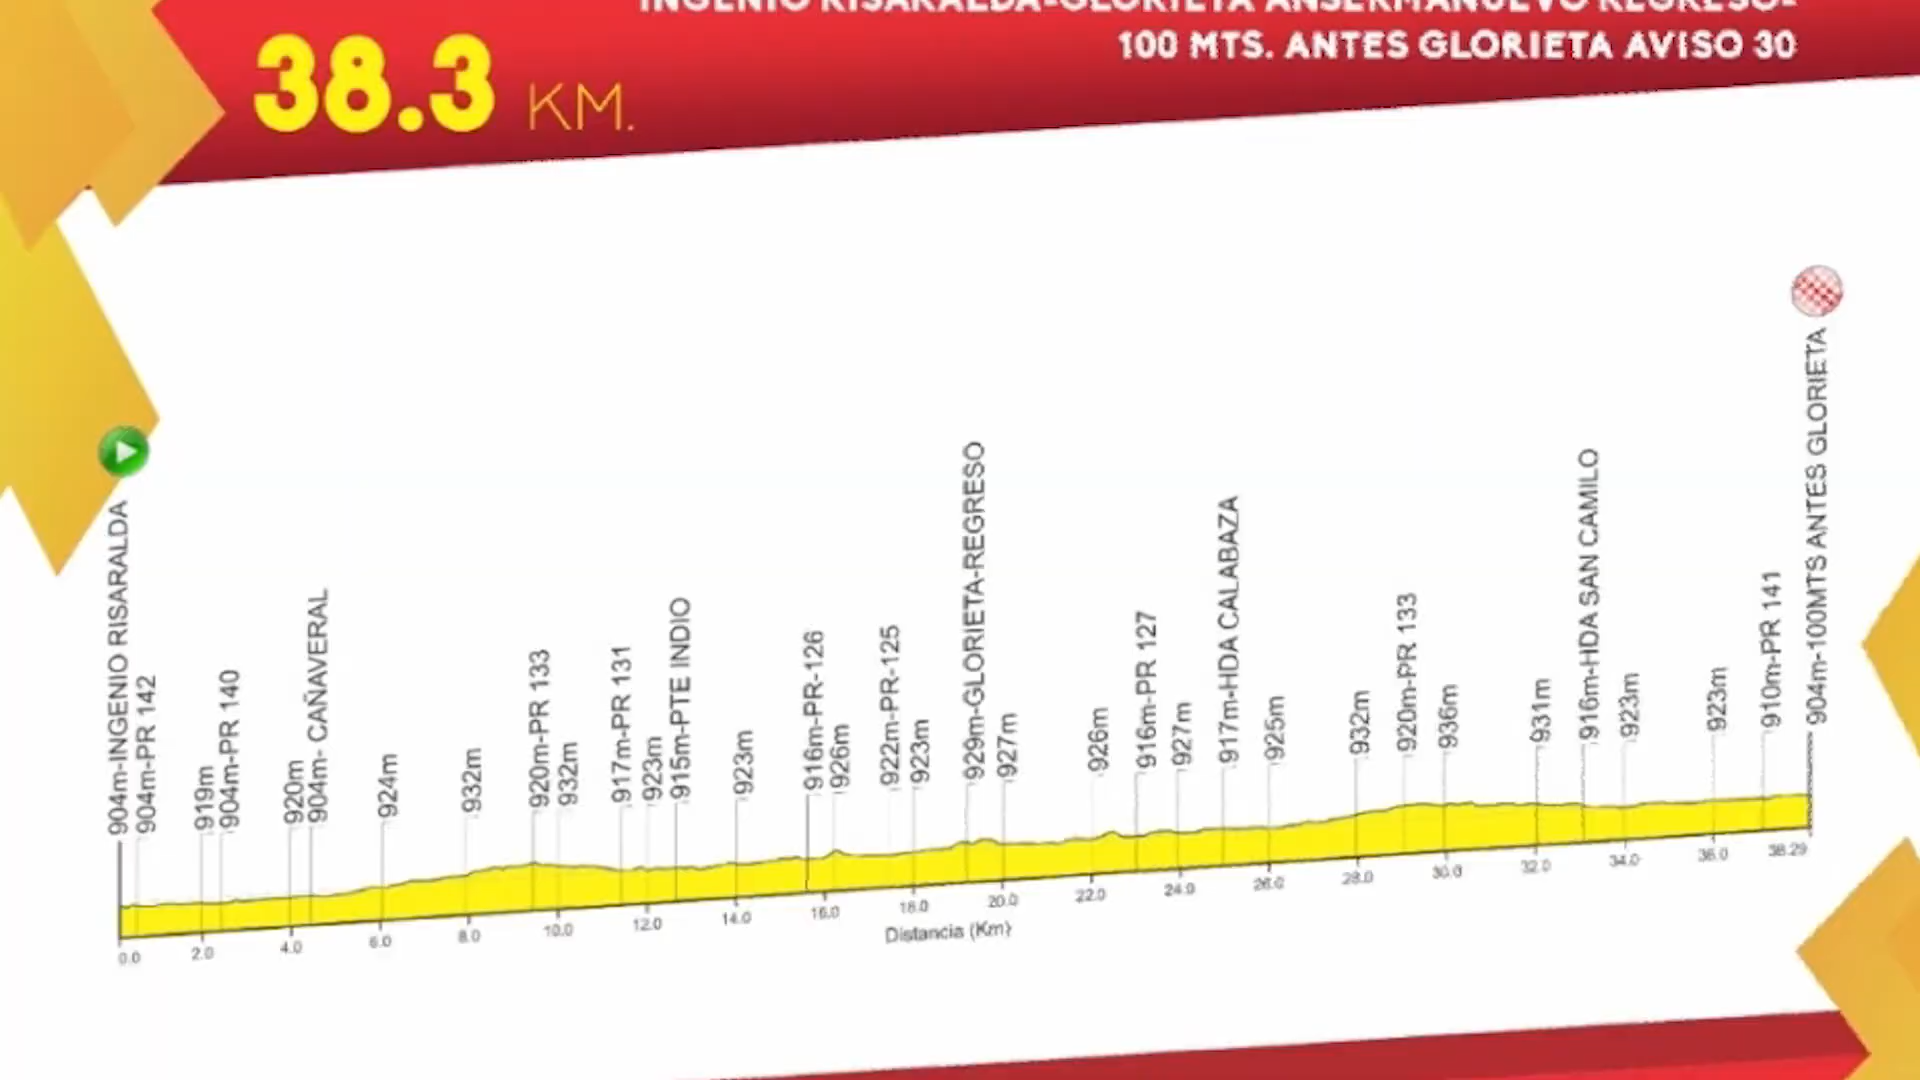 INGENIO RISARALDA-GLORIETA ANSERMANUEVO REGRESO-
100 MTS. ANTES GLORIETA AVISO 30
38.3 KM.
904m-INGENIO RISARALDA
904m-PR 142
919m
904m-PR 140
920m
904m- CAÑAVERAL
924m
932m
920m-PR 133
932m
917m-PR 131
923m
915m-PTE INDIO
923m
916m-PR-126
926m
922m-PR-125
923m
929m-GLORIETA-REGRESO
927m
926m
916m-PR 127
927m
917m-HDA CALABAZA
925m
932m
920m-PR 133
936m
931m
916m-HDA SAN CAMILO
923m
923m
910m-PR 141
904m-100MTS ANTES GLORIETA
0.0 2.0 4.0 6.0 8.0 10.0 12.0 14.0 16.0 18.0 20.0 22.0 24.0 26.0 28.0 30.0 32.0 34.0 36.0 38.29
Distancia (Km)